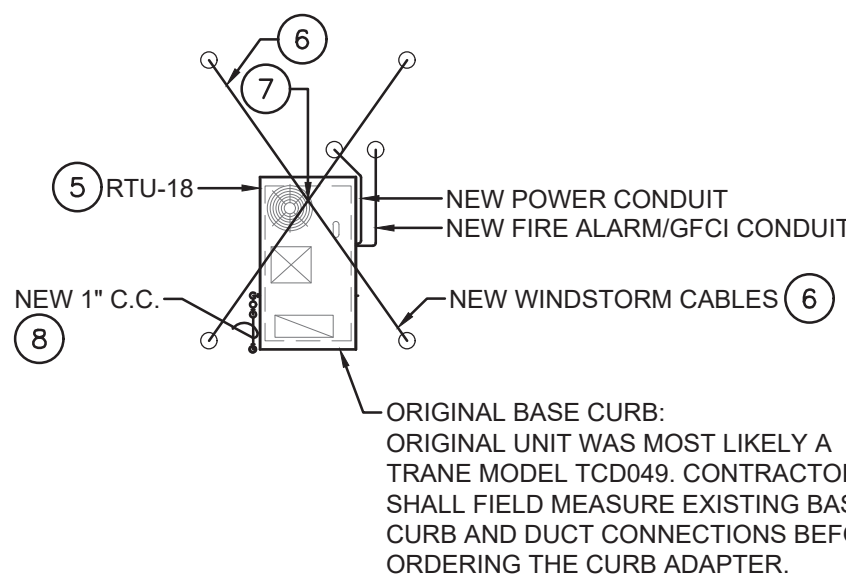 6
7
5 RTU-18
NEW POWER CONDUIT
NEW FIRE ALARM/GFCI CONDUIT
NEW 1" C.C.
8
NEW WINDSTORM CABLES 6
ORIGINAL BASE CURB:
ORIGINAL UNIT WAS MOST LIKELY A
TRANE MODEL TCD049. CONTRACTO
SHALL FIELD MEASURE EXISTING BAS
CURB AND DUCT CONNECTIONS BEFO
ORDERING THE CURB ADAPTER.